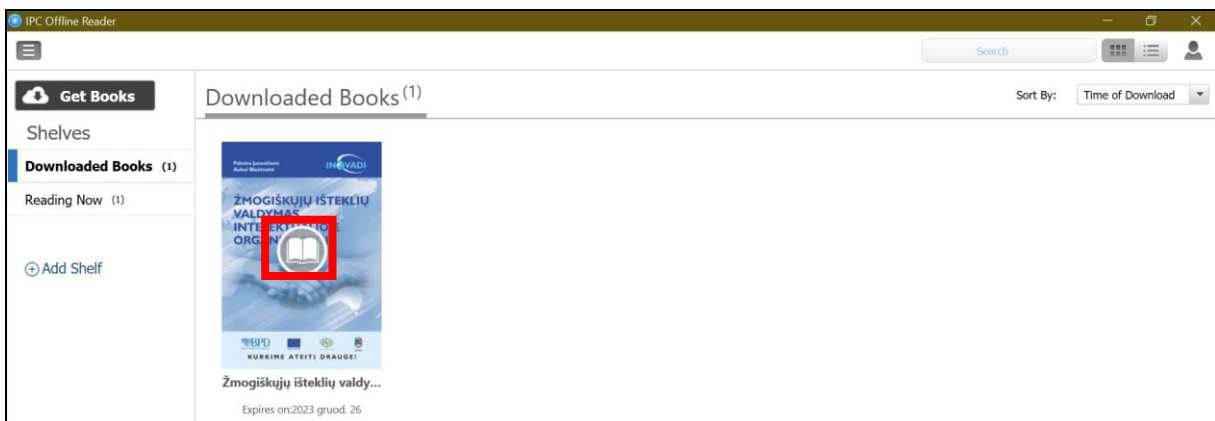 IPC Offline Reader
Search
Get Books
Downloaded Books (1)
Sort By: Time of Download
Shelves
Downloaded Books (1)
Reading Now (1)
Add Shelf
INOVADI
ŽMOGIŠKŲJŲ IŠTEKLIŲ
VALDYMAS
BPD
KURKIME ATEITĮ DRAUGE!
Žmogiškųjų išteklių valdy...
Expires on:2023 gruod. 26